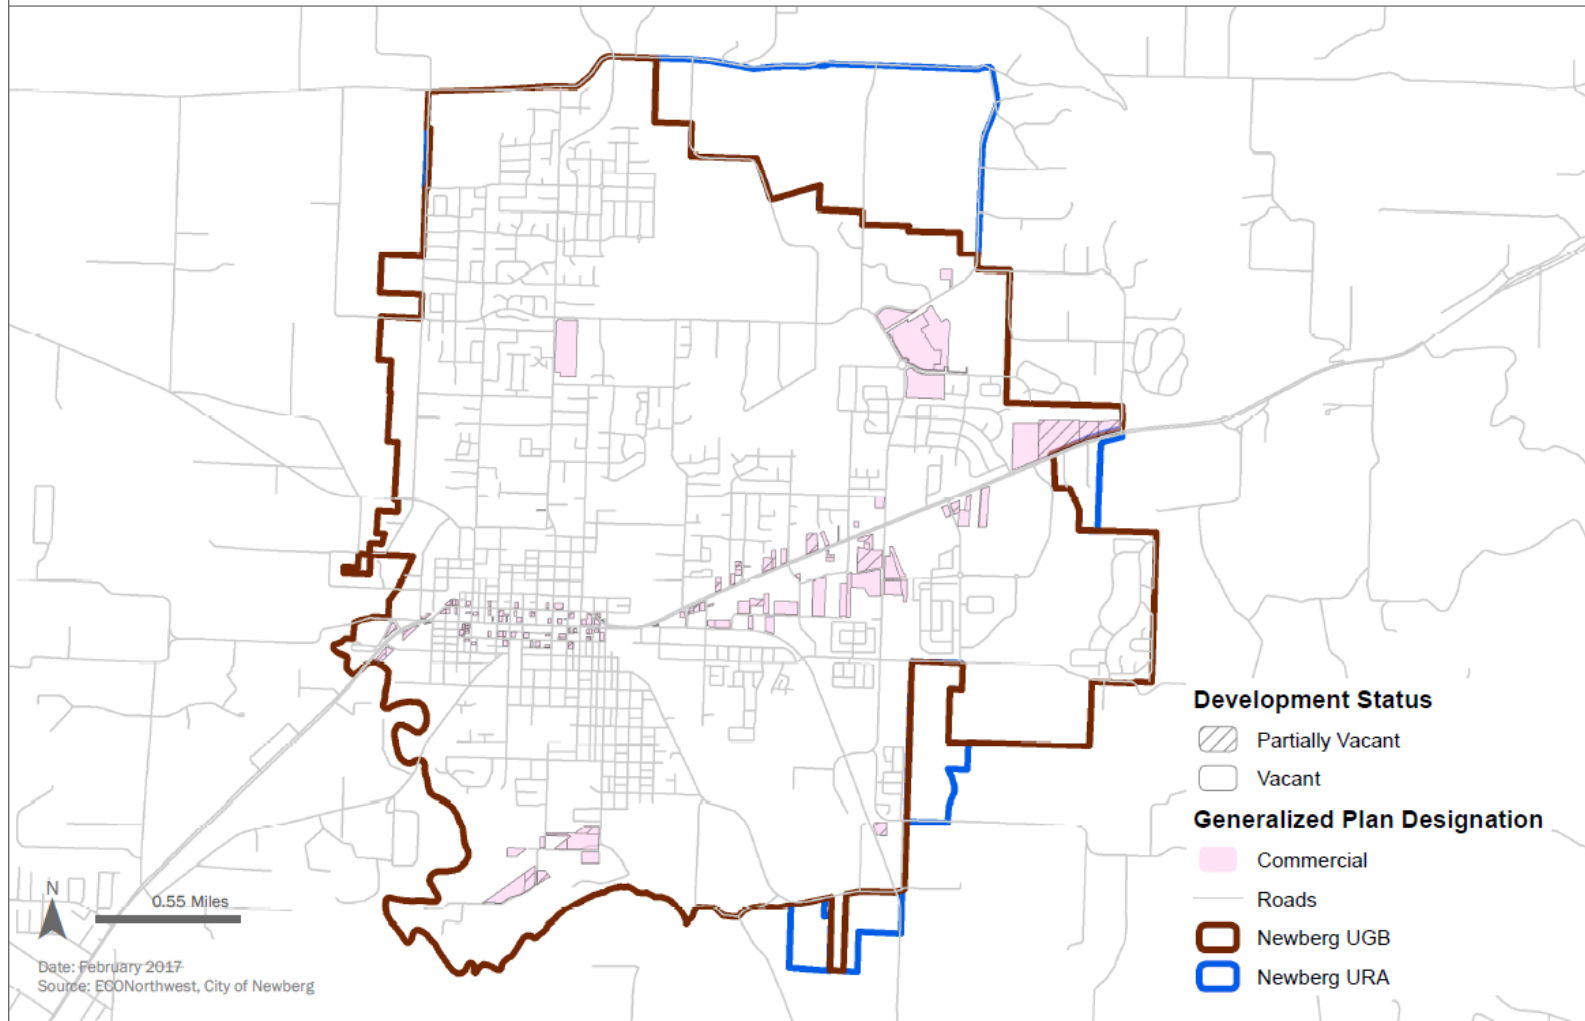 Development Status
Partially Vacant
Vacant
Generalized Plan Designation
Commercial
Roads
Newberg UGB
Newberg URA
N
0.55 Miles
Date: February 2017
Source: ECONorthwest, City of Newberg